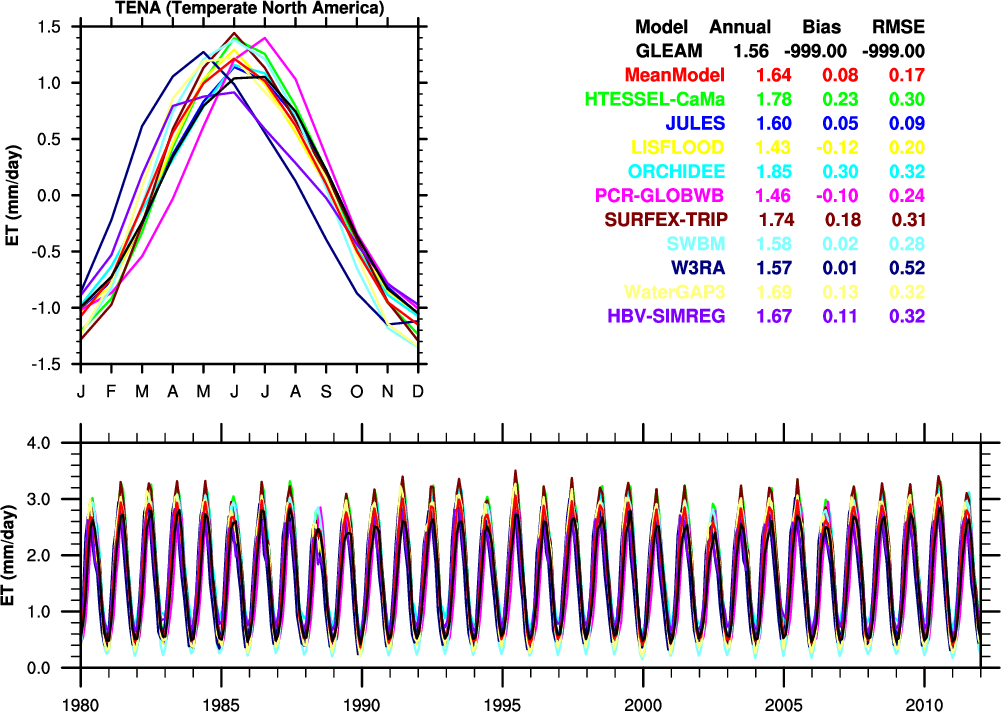 TENA (Temperate North America)
1.5
1.0
0.5
0.0
-0.5
-1.0
-1.5
ET (mm/day)
J F M A M J J A S O N D
Model Annual Bias RMSE
GLEAM 1.56 -999.00 -999.00
MeanModel 1.64 0.08 0.17
HTESSEL-CaMa 1.78 0.23 0.30
JULES 1.60 0.05 0.09
LISFLOOD 1.43 -0.12 0.20
ORCHIDEE 1.85 0.30 0.32
PCR-GLOBWB 1.46 -0.10 0.24
SURFEX-TRIP 1.74 0.18 0.31
SWBM 1.58 0.02 0.28
W3RA 1.57 0.01 0.52
WaterGAP3 1.69 0.13 0.32
HBV-SIMREG 1.67 0.11 0.32
4.0
3.0
2.0
1.0
0.0
ET (mm/day)
1980 1985 1990 1995 2000 2005 2010